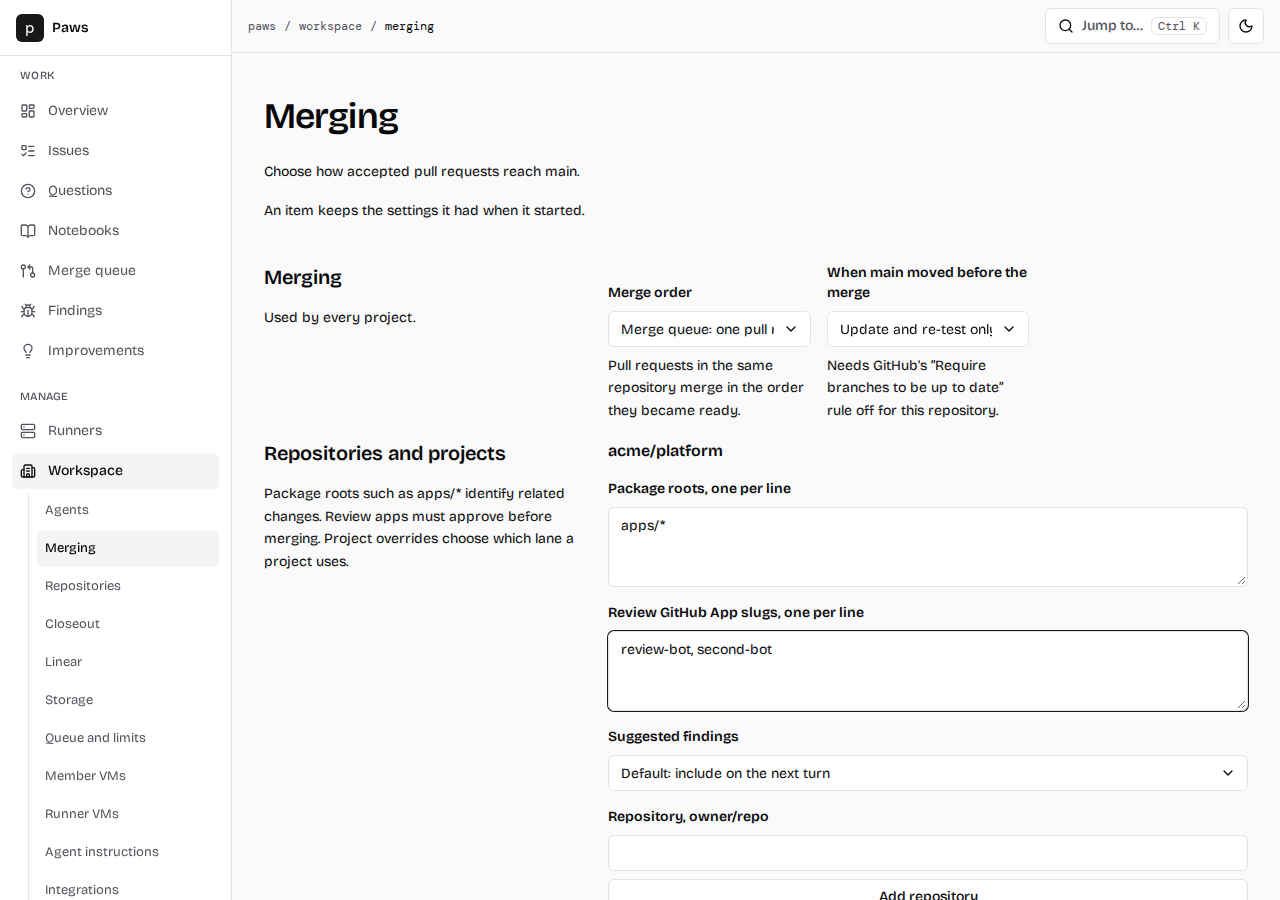 p Paws
WORK
Overview
Issues
Questions
Notebooks
Merge queue
Findings
Improvements
MANAGE
Runners
Workspace
Agents
Merging
Repositories
Closeout
Linear
Storage
Queue and limits
Member VMs
Runner VMs
Agent instructions
Integrations
paws / workspace / merging
Jump to... Ctrl K
Merging
Choose how accepted pull requests reach main.
An item keeps the settings it had when it started.
Merging
Used by every project.
Merge order
Merge queue: one pull
Pull requests in the same
repository merge in the order
they became ready.
When main moved before the
merge
Update and re-test only
Needs GitHub's "Require
branches to be up to date"
rule off for this repository.
Repositories and projects
Package roots such as apps/* identify related
changes. Review apps must approve before
merging. Project overrides choose which lane a
project uses.
acme/platform
Package roots, one per line
apps/*
Review GitHub App slugs, one per line
review-bot, second-bot
Suggested findings
Default: include on the next turn
Repository, owner/repo
Add repository